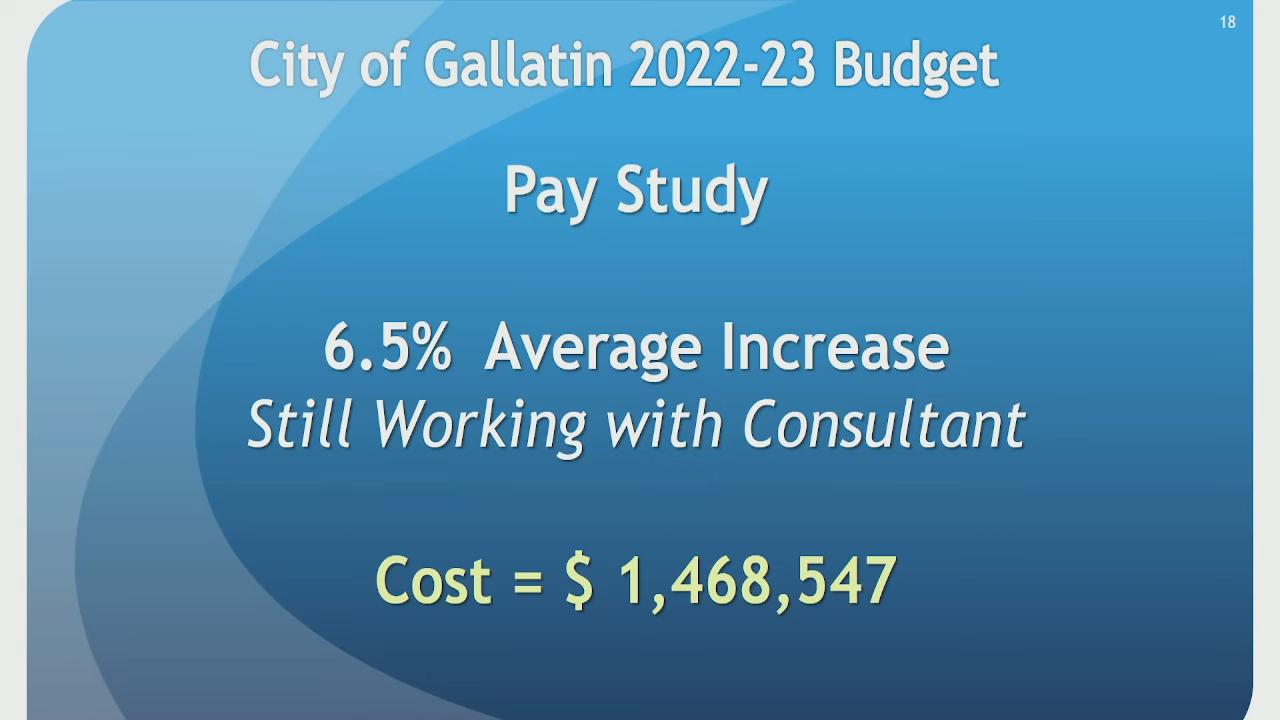 18
City of Gallatin 2022-23 Budget
Pay Study
6.5% Average Increase
Still Working with Consultant
Cost = $ 1,468,547